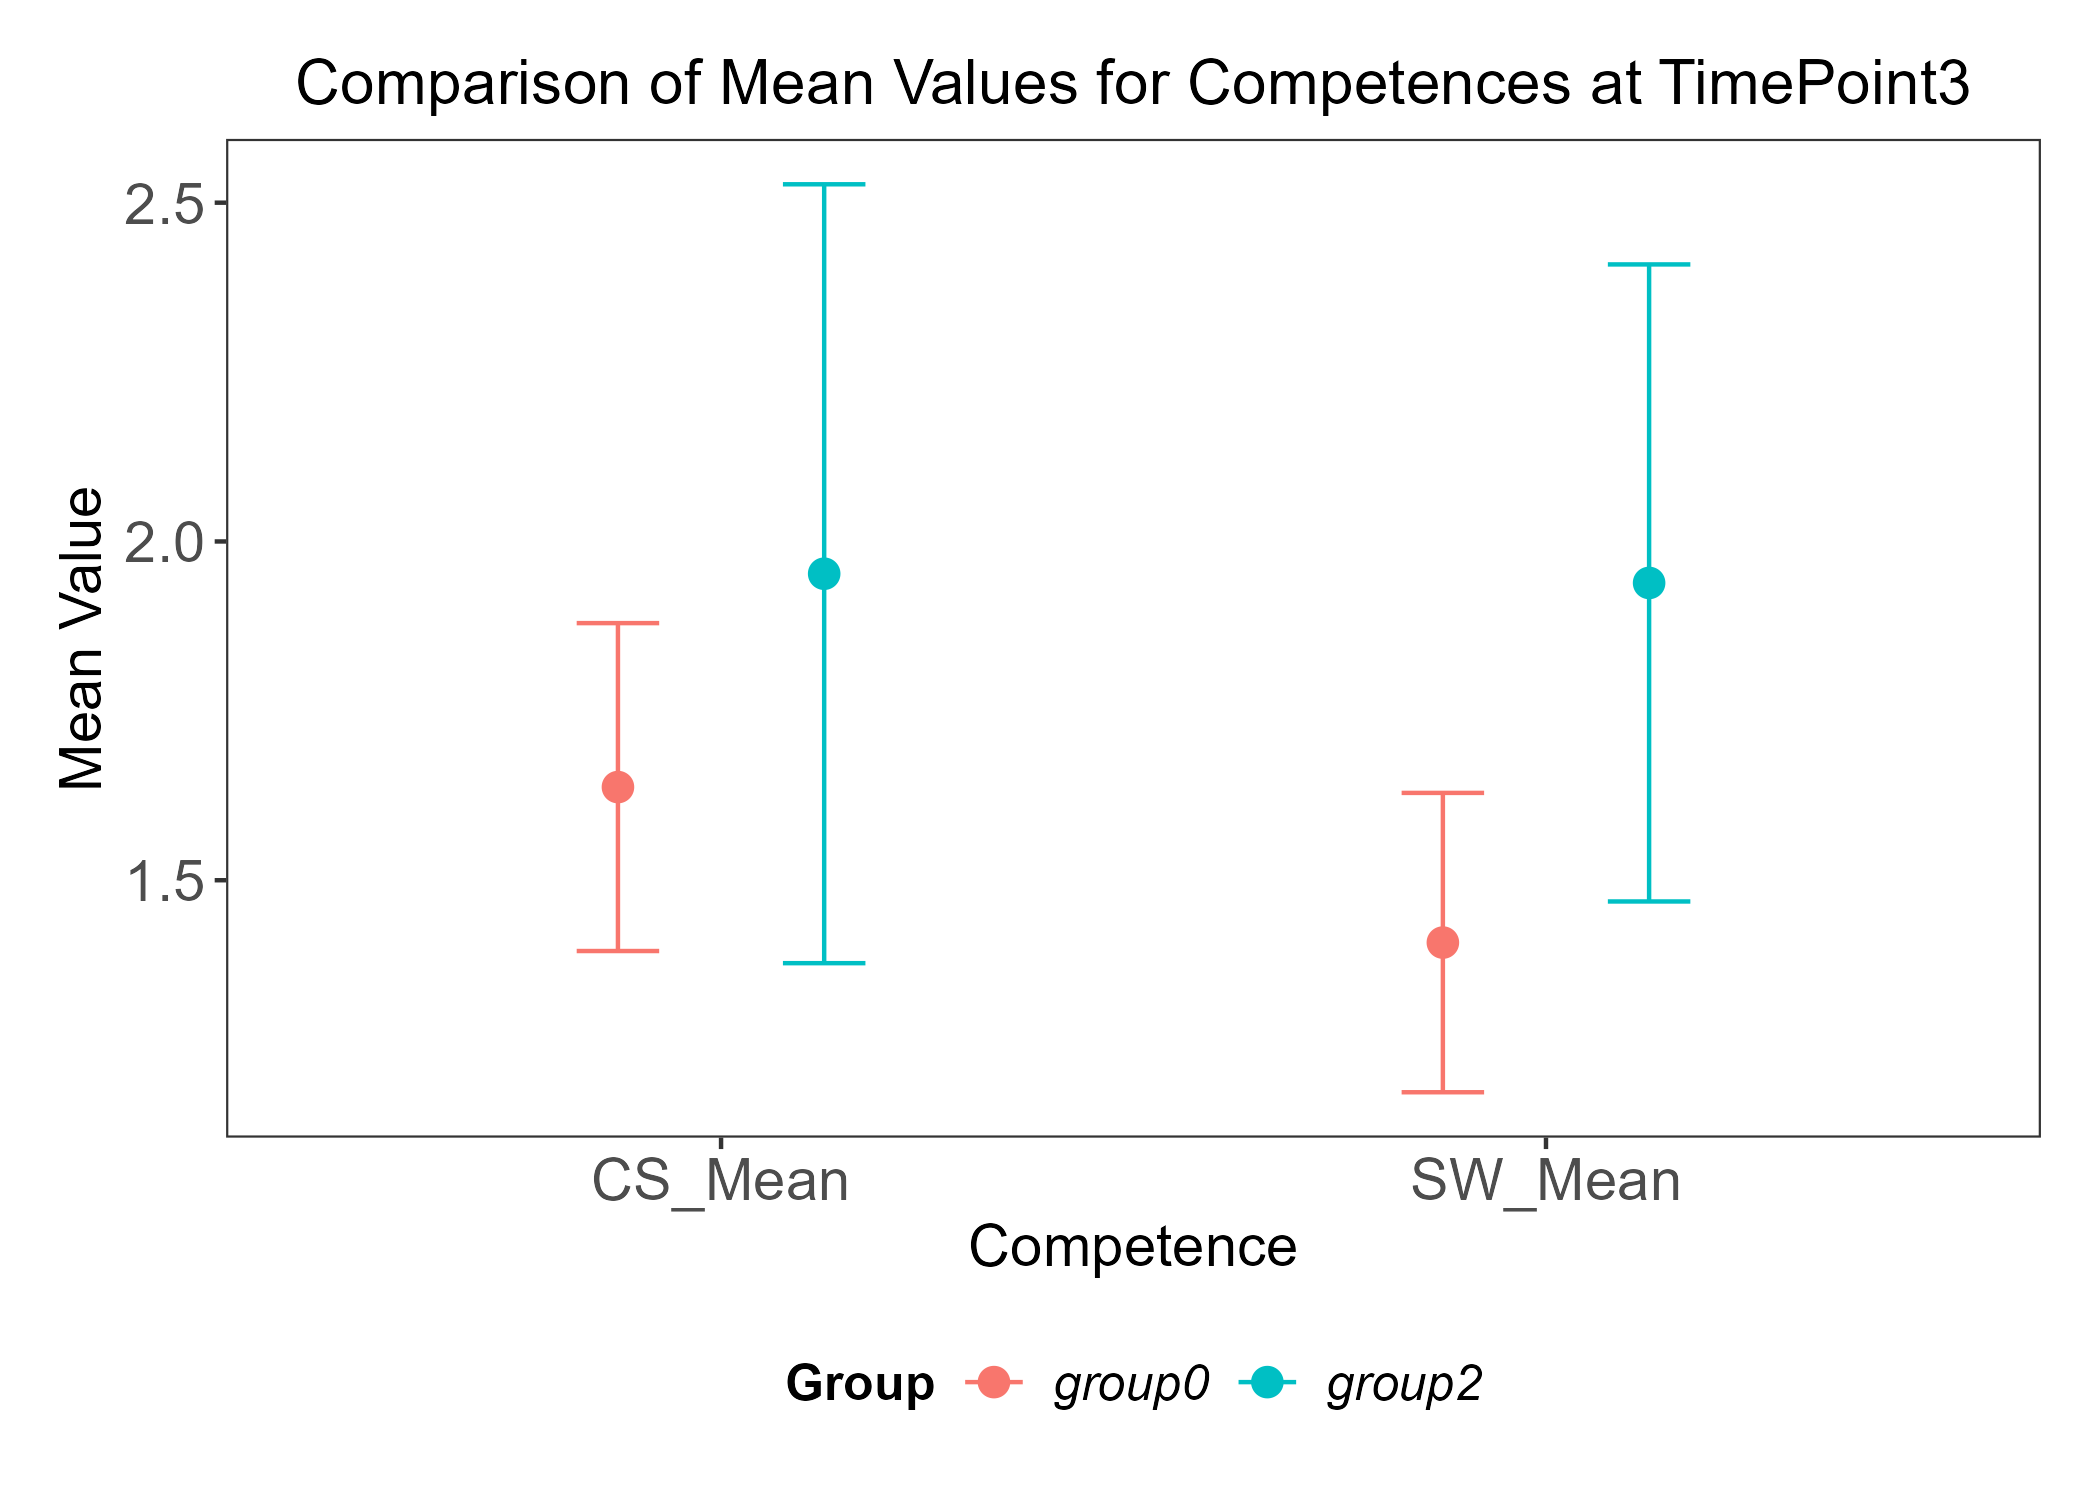 Comparison of Mean Values for Competences at TimePoint3
Mean Value
2.5
2.0
1.5
CS_Mean SW_Mean
Competence
Group group0 group2